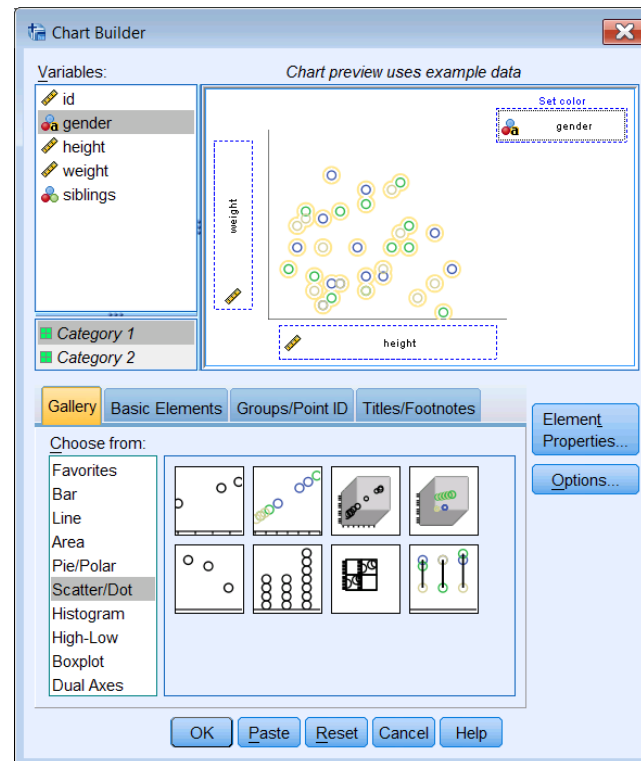 Chart Builder
Variables:
Chart preview uses example data
id
gender
height
weight
siblings
Category 1
Category 2
Set color
gender
weight
height
Gallery
Basic Elements
Groups/Point ID
Titles/Footnotes
Choose from:
Favorites
Bar
Line
Area
Pie/Polar
Scatter/Dot
Histogram
High-Low
Boxplot
Dual Axes
Element
Properties...
Options...
OK
Paste
Reset
Cancel
Help